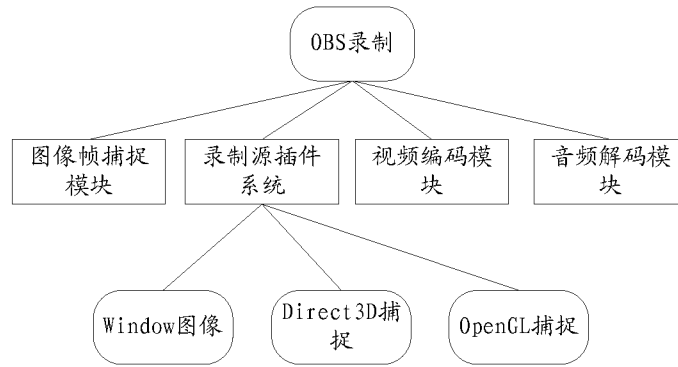 OBS录制
图像帧捕捉
模块
录制源插件
系统
视频编码模
块
音频解码模
块
Window图像
Direct3D捕
捉
OpenGL捕捉